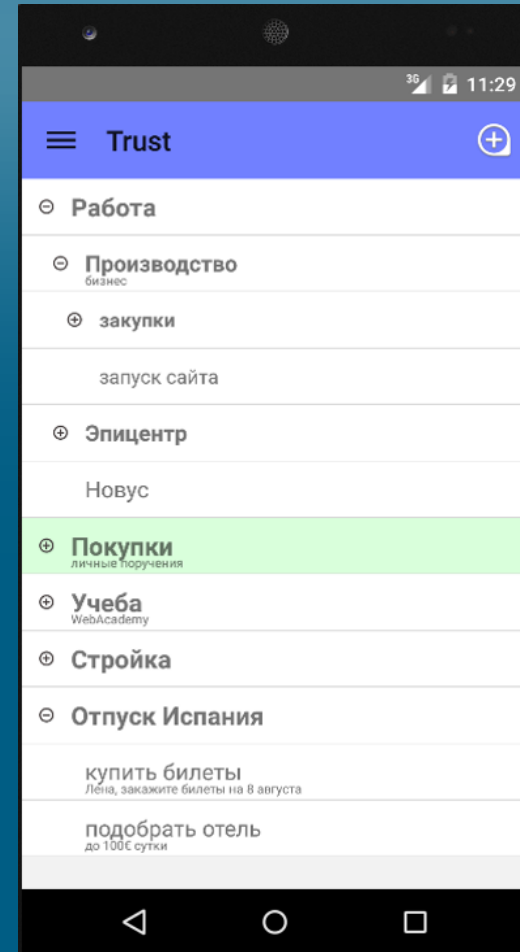 3G 11:29
Trust
Работа
Производство
бизнес
закупки
запуск сайта
Эпицентр
Новус
Покупки
личные поручения
Учеба
WebAcademy
Стройка
Отпуск Испания
купить билеты
Лена, закажите билеты на 8 августа
подобрать отель
до 100€ сутки